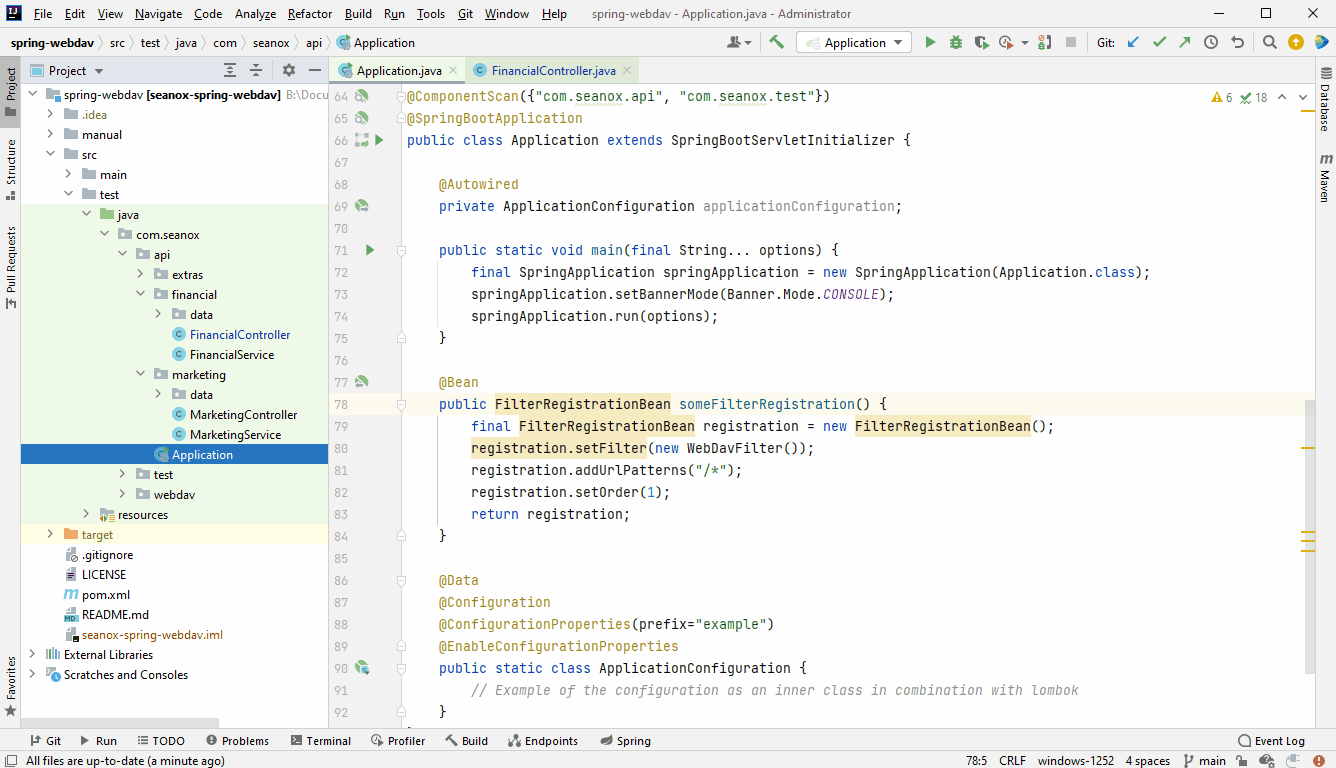 File Edit View Navigate Code Analyze Refactor Build Run Tools Git Window Help spring-webdav - Application.java - Administrator
spring-webdav src test java com seanox api Application Application Git:
Project Application.java FinancialController.java
Project
Structure
Pull Requests
Favorites
spring-webdav [seanox-spring-webdav] B:\Docu
.idea
manual
src
main
test
java
com.seanox
api
extras
financial
data
FinancialController
FinancialService
marketing
data
MarketingController
MarketingService
Application
test
webdav
resources
target
.gitignore
LICENSE
pom.xml
README.md
seanox-spring-webdav.iml
External Libraries
Scratches and Consoles
64 @ComponentScan({"com.seanox.api", "com.seanox.test"}) 6 18
65 @SpringBootApplication
66 public class Application extends SpringBootServletInitializer {
67
68 @Autowired
69 private ApplicationConfiguration applicationConfiguration;
70
71 public static void main(final String... options) {
72 final SpringApplication springApplication = new SpringApplication(Application.class);
73 springApplication.setBannerMode(Banner.Mode.CONSOLE);
74 springApplication.run(options);
75 }
76
77 @Bean
78 public FilterRegistrationBean someFilterRegistration() {
79 final FilterRegistrationBean registration = new FilterRegistrationBean();
80 registration.setFilter(new WebDavFilter());
81 registration.addUrlPatterns("/*");
82 registration.setOrder(1);
83 return registration;
84 }
85
86 @Data
87 @Configuration
88 @ConfigurationProperties(prefix="example")
89 @EnableConfigurationProperties
90 public static class ApplicationConfiguration {
91 // Example of the configuration as an inner class in combination with lombok
92 }
Database
Maven
Git Run TODO Problems Terminal Profiler Build Endpoints Spring Event Log
All files are up-to-date (a minute ago) 78:5 CRLF windows-1252 4 spaces main